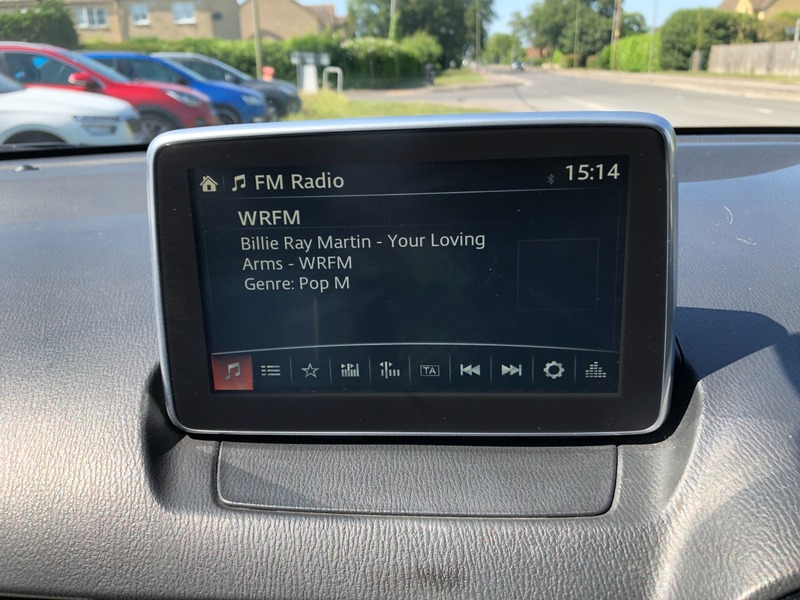 FM Radio 15:14
WRFM
Billie Ray Martin - Your Loving
Arms - WRFM
Genre: Pop M
TA